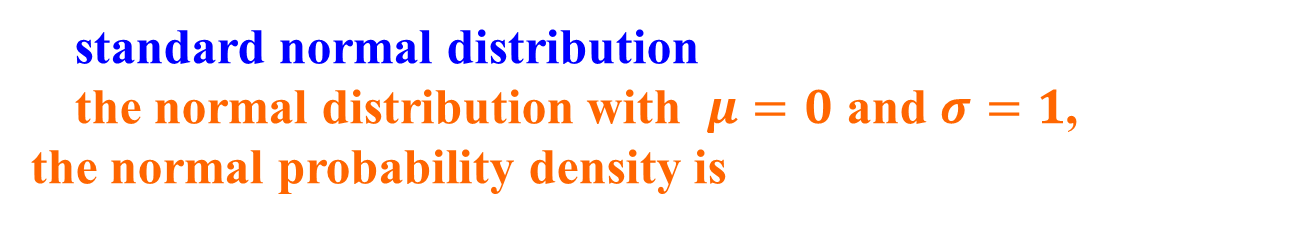 standard normal distribution
the normal distribution with μ = 0 and σ = 1,
the normal probability density is